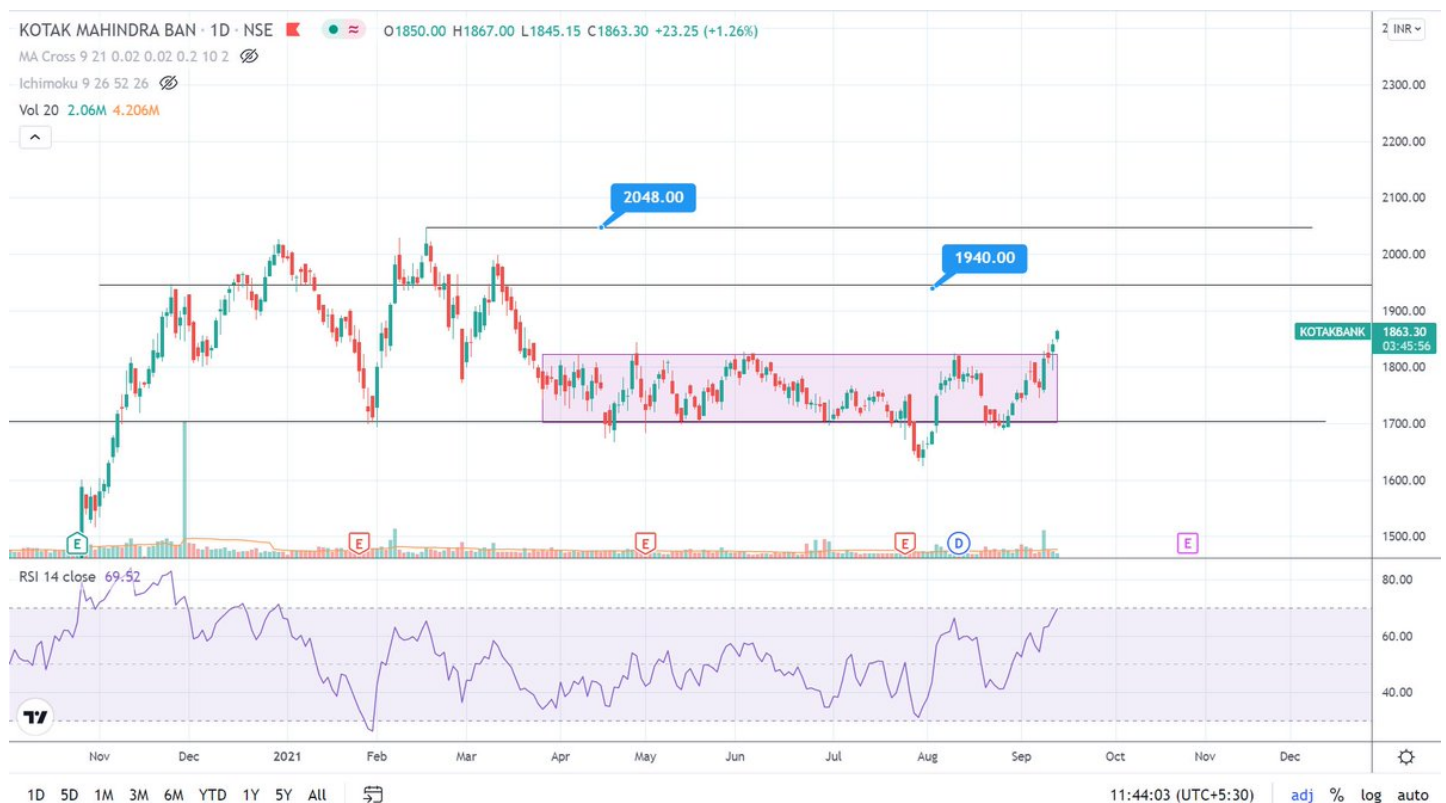 KOTAK MAHINDRA BAN · 1D · NSE O1850.00 H1867.00 L1845.15 C1863.30 +23.25 (+1.26%)
MA Cross 9 21 0.02 0.02 0.2 10 2
Ichimoku 9 26 52 26
Vol 20 2.06M 4.206M
INR
2300.00
2200.00
2100.00
2048.00
2000.00
1940.00
1900.00
KOTAKBANK 1863.30
03:45:56
1800.00
1700.00
1600.00
1500.00
E E E E D E
RSI 14 close 69.52
80.00
60.00
40.00
Nov Dec 2021 Feb Mar Apr May Jun Jul Aug Sep Oct Nov Dec
1D 5D 1M 3M 6M YTD 1Y 5Y All 11:44:03 (UTC+5:30) adj % log auto